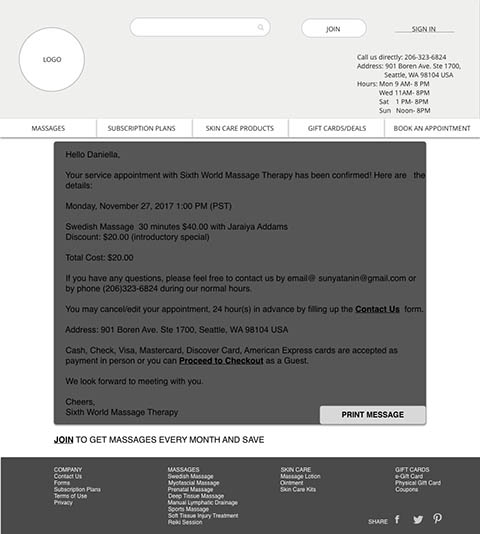 LOGO
JOIN
SIGN IN
Call us directly: 206-323-6824
Address: 901 Boren Ave. Ste 1700,
Seattle, WA 98104 USA
Hours: Mon 9 AM- 8 PM
Wed 11AM- 8PM
Sat 1 PM- 8PM
Sun Noon- 8PM
MASSAGES
SUBSCRIPTION PLANS
SKIN CARE PRODUCTS
GIFT CARDS/DEALS
BOOK AN APPOINTMENT
Hello Daniella,
Your service appointment with Sixth World Massage Therapy has been confirmed! Here are the
details:
Monday, November 27, 2017 1:00 PM (PST)
Swedish Massage 30 minutes $40.00 with Jaraiya Addams
Discount: $20.00 (introductory special)
Total Cost: $20.00
If you have any questions, please feel free to contact us by email@ sunyatanin@gmail.com or
by phone (206)323-6824 during our normal hours.
You may cancel/edit your appointment, 24 hour(s) in advance by filling up the Contact Us form.
Address: 901 Boren Ave. Ste 1700, Seattle, WA 98104 USA
Cash, Check, Visa, Mastercard, Discover Card, American Express cards are accepted as
payment in person or you can Proceed to Checkout as a Guest.
We look forward to meeting with you.
Cheers,
Sixth World Massage Therapy
PRINT MESSAGE
JOIN TO GET MASSAGES EVERY MONTH AND SAVE
COMPANY
Contact Us
Forms
Subscription Plans
Terms of Use
Privacy
MASSAGES
Swedish Massage
Myofascial Massage
Prenatal Massage
Deep Tissue Massage
Manual Lymphatic Drainage
Sports Massage
Soft Tissue Injury Treatment
Reiki Session
SKIN CARE
Massage Lotion
Ointment
Skin Care Kits
GIFT CARDS
e-Gift Card
Physical Gift Card
Coupons
SHARE